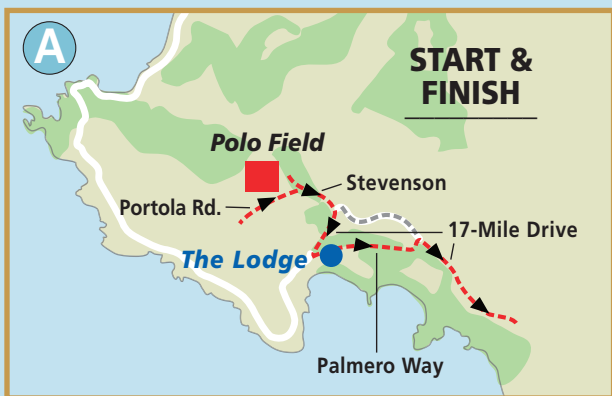 A
START &
FINISH
Polo Field
Stevenson
Portola Rd.
17-Mile Drive
The Lodge
Palmero Way